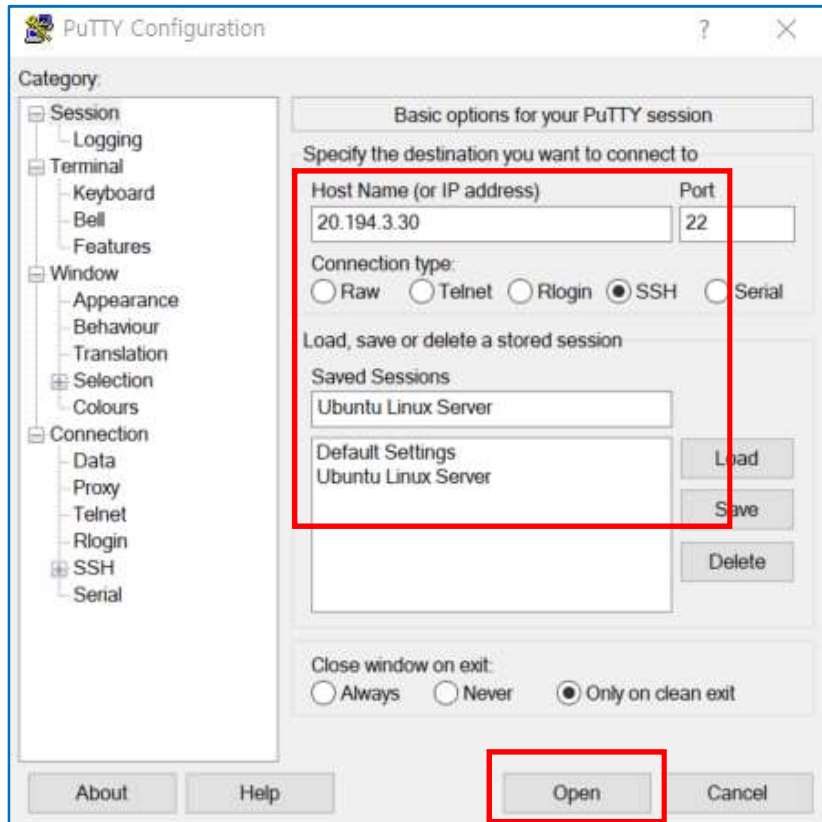 PuTTY Configuration
?
Category:
Session
Logging
Terminal
Keyboard
Bell
Features
Window
Appearance
Behaviour
Translation
Selection
Colours
Connection
Data
Proxy
Telnet
Rlogin
SSH
Serial
Basic options for your PuTTY session
Specify the destination you want to connect to
Host Name (or IP address) Port
20.194.3.30 22
Connection type:
Raw Telnet Rlogin SSH Serial
Load, save or delete a stored session
Saved Sessions
Ubuntu Linux Server
Default Settings
Ubuntu Linux Server
Load
Save
Delete
Close window on exit:
Always Never Only on clean exit
About Help Open Cancel